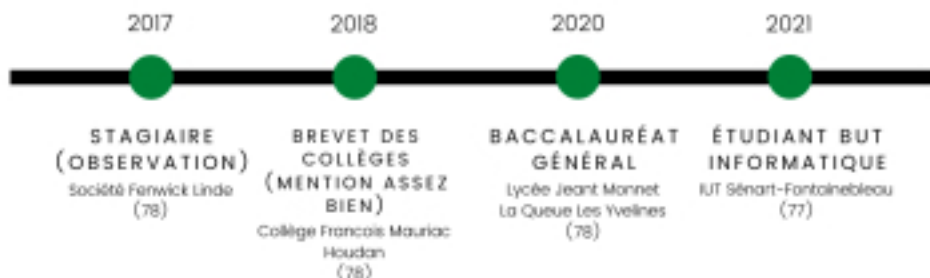 2017
STAGIAIRE
(OBSERVATION)
Société Fenwick Linde
(78)
2018
BREVET DES
COLLÈGES
(MENTION ASSEZ
BIEN)
Collège Francois Mauriac
Houdan
(78)
2020
BACCALAURÉAT
GÉNÉRAL
Lycée Jeant Monnet
La Queue Les Yvelines
(78)
2021
ÉTUDIANT BUT
INFORMATIQUE
IUT Sénart-Fontainebleau
(77)